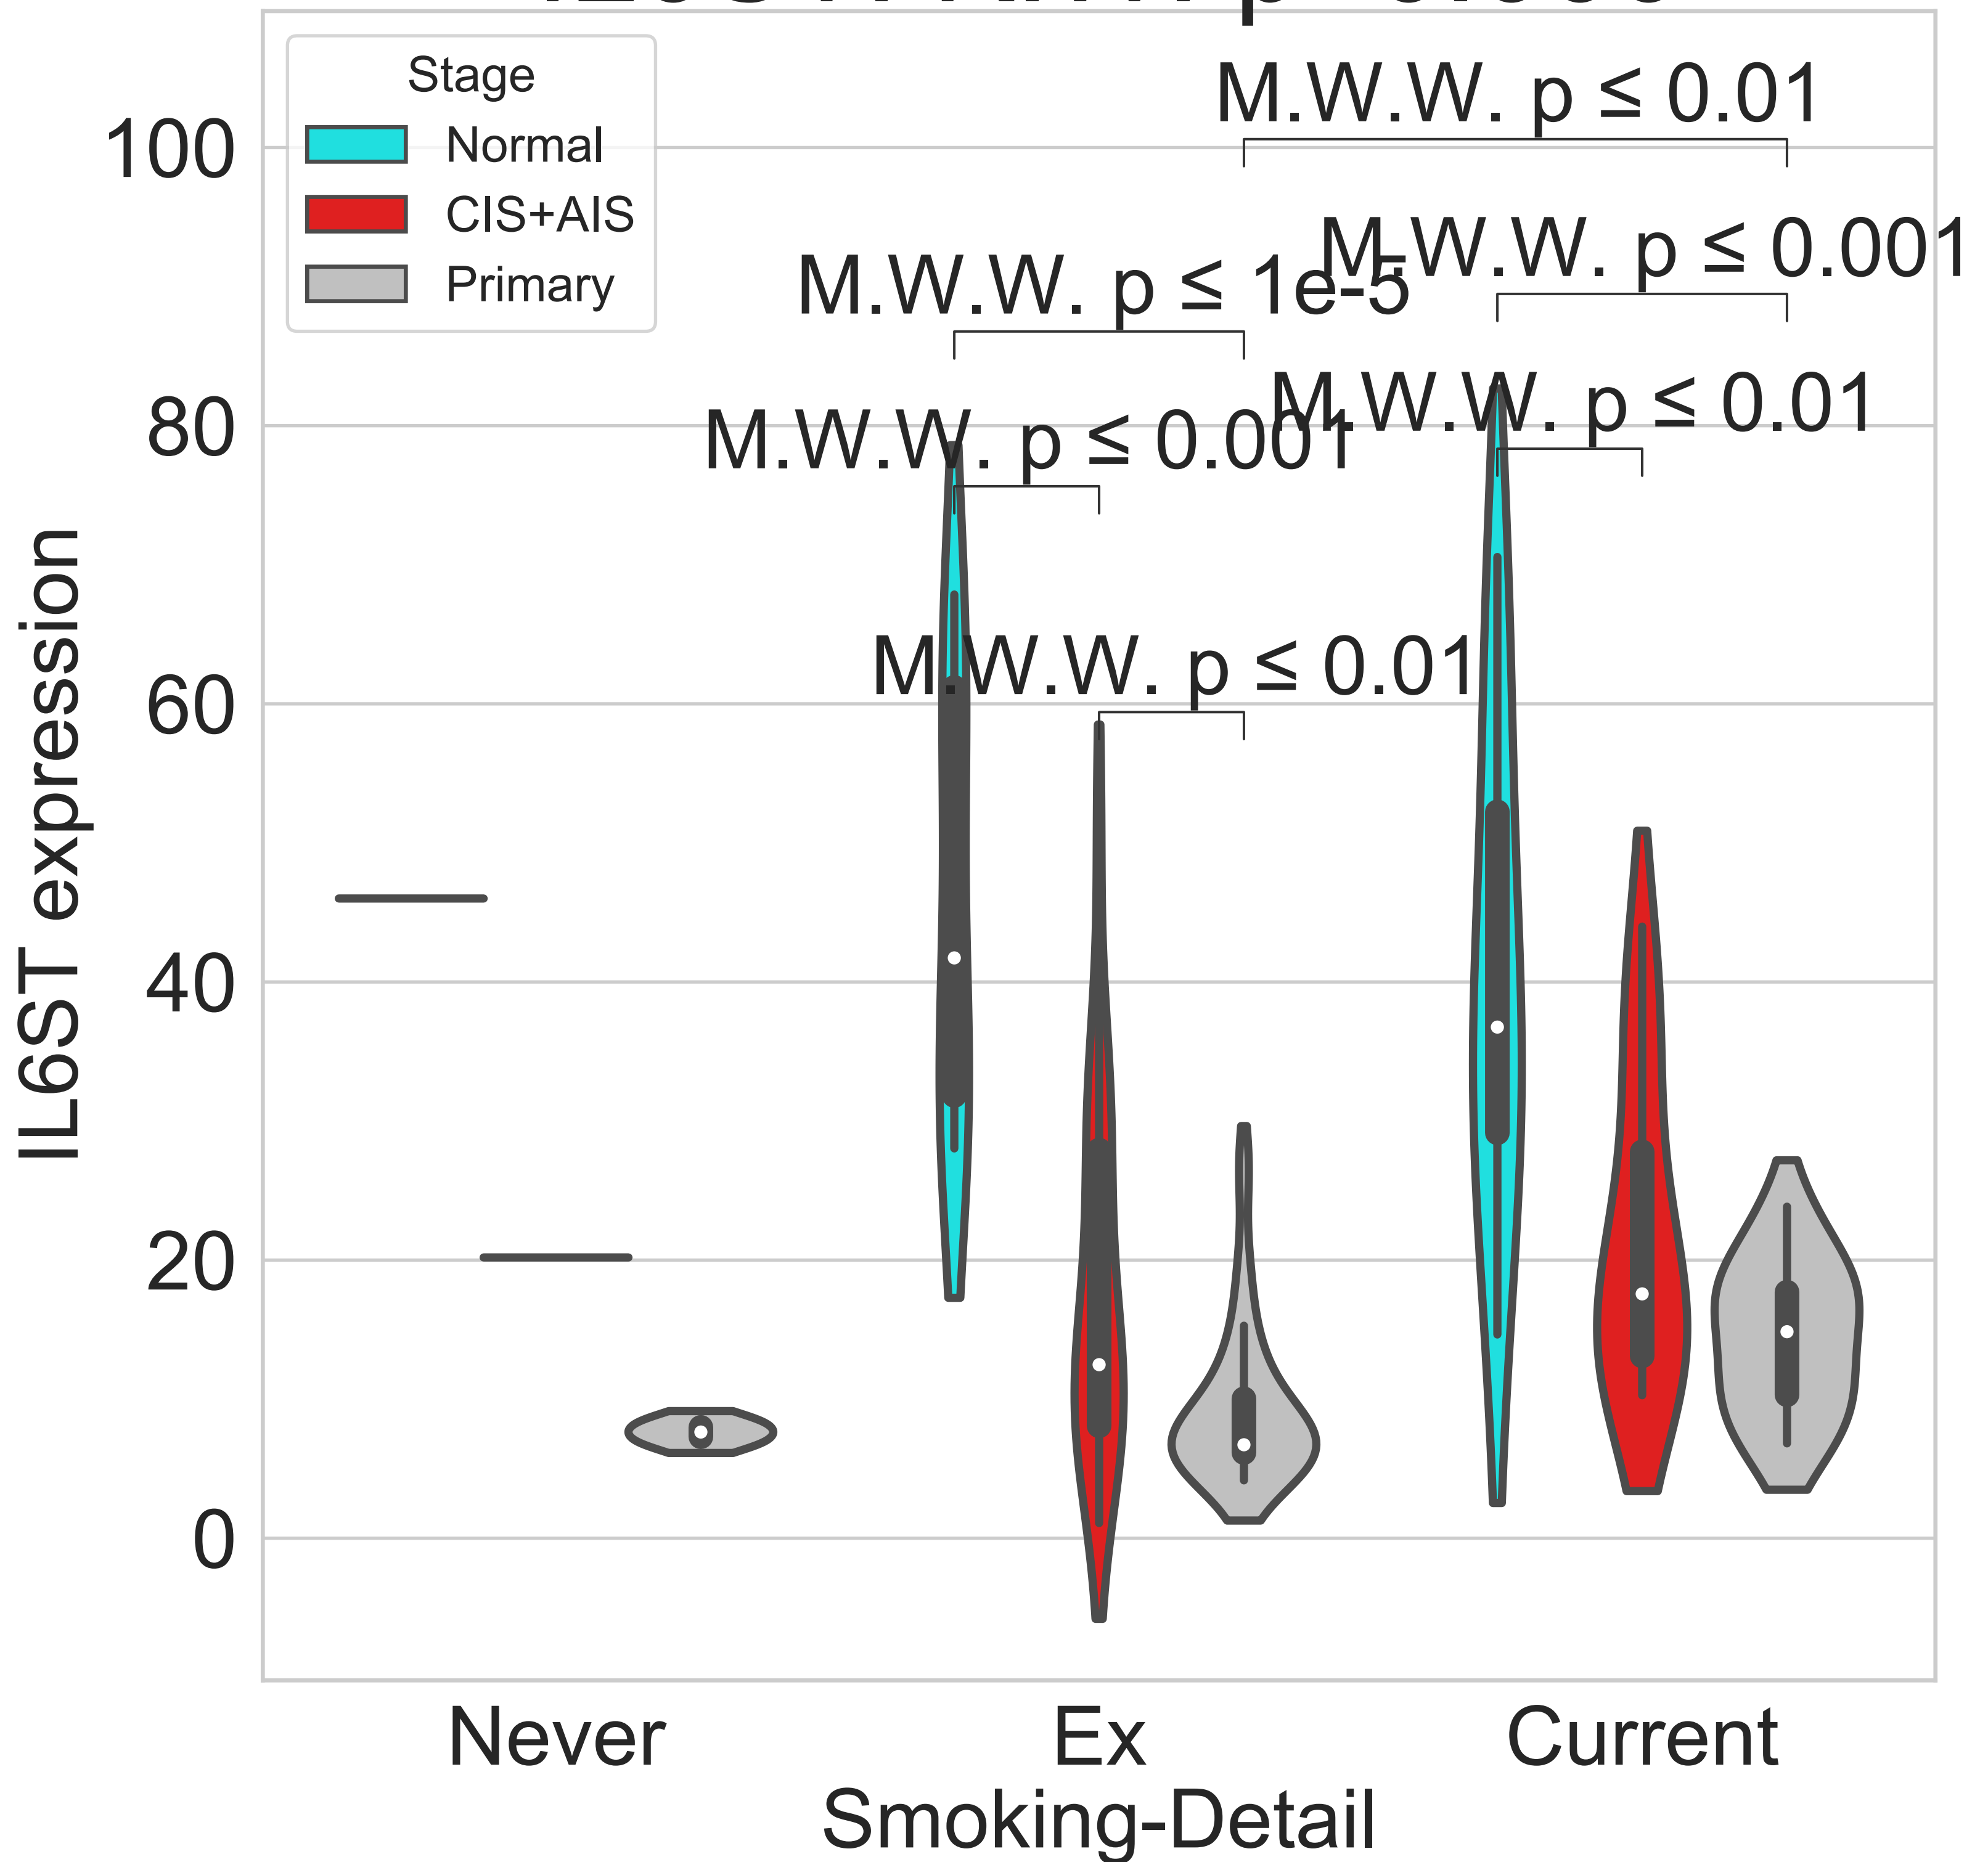 Stage
Normal
CIS+AIS
Primary
M.W.W. p ≤ 0.01
M.W.W. p ≤ 0.001
M.W.W. p ≤ 1e-5
M.W.W. p ≤ 0.01
M.W.W. p ≤ 0.001
M.W.W. p ≤ 0.01
IL6ST expression
100
80
60
40
20
0
Never
Ex
Current
Smoking-Detail